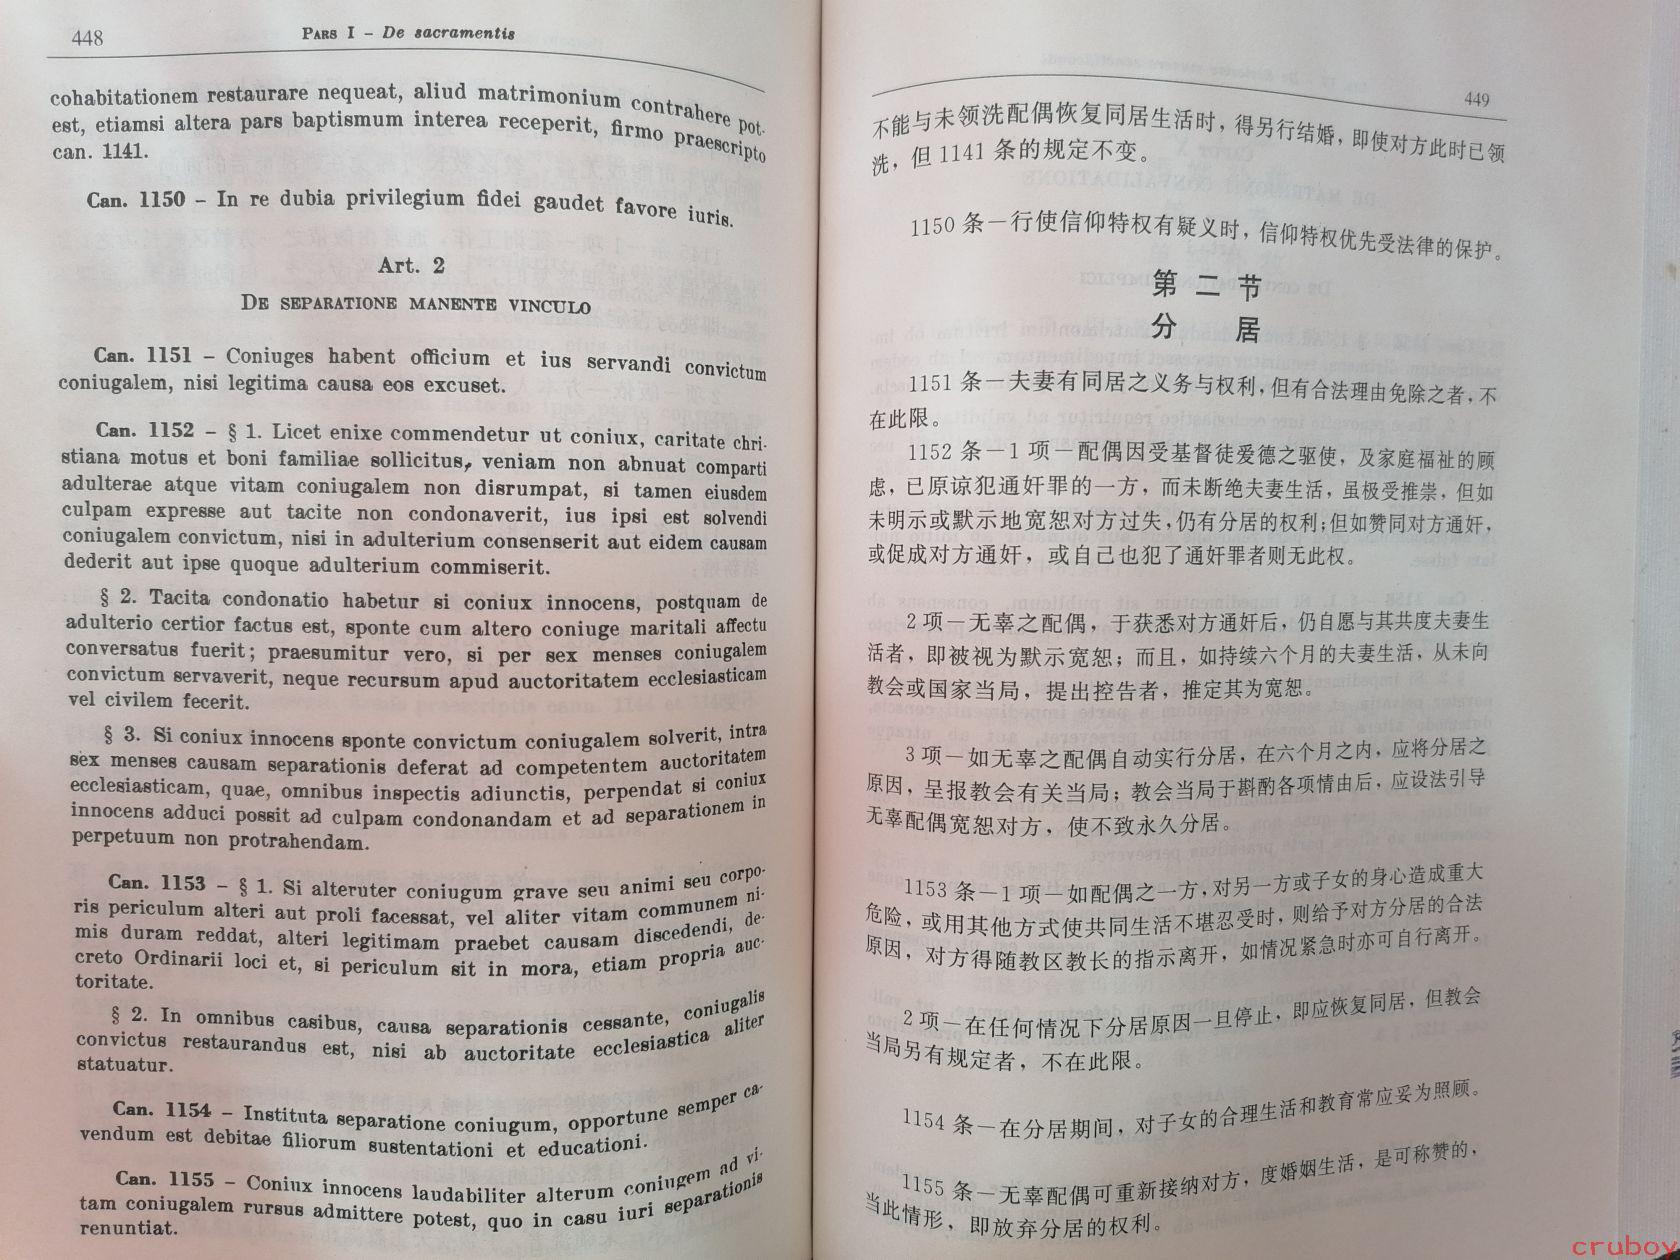 448
PARS I – De sacramentis
cohabitationem restaurare nequeat, aliud matrimonium contrahere pot-
est, etiamsi altera pars baptismum interea receperit, firmo praescripto
can. 1141.
Can. 1150 – In re dubia privilegium fidei gaudet favore iuris.
Art. 2
DE SEPARATIONE MANENTE VINCULO
Can. 1151 – Coniuges habent officium et ius servandi convictum
coniugalem, nisi legitima causa eos excuset.
Can. 1152 – § 1. Licet enixe commendetur ut coniux, caritate chri-
stiana motus et boni familiae sollicitus, veniam non abnuat comparti
adulterae atque vitam coniugalem non disrumpat, si tamen eiusdem
culpam expresse aut tacite non condonaverit, ius ipsi est solvendi
coniugalem convictum, nisi in adulterium consenserit aut eidem causam
dederit aut ipse quoque adulterium commiserit.
§ 2. Tacita condonatio habetur si coniux innocens, postquam de
adulterio certior factus est, sponte cum altero coniuge maritali affectu
conversatus fuerit; praesumitur vero, si per sex menses coniugalem
convictum servaverit, neque recursum apud auctoritatem ecclesiasticam
vel civilem fecerit.
§ 3. Si coniux innocens sponte convictum coniugalem solverit, intra
sex menses causam separationis deferat ad competentem auctoritatem
ecclesiasticam, quae, omnibus inspectis adiunctis, perpendat si coniux
innocens adduci possit ad culpam condonandam et ad separationem in
perpetuum non protrahendam.
Can. 1153 – § 1. Si alteruter coniugum grave seu animi seu corpo-
ris periculum alteri aut proli facessat, vel aliter vitam communem ni-
mis duram reddat, alteri legitimam praebet causam discedendi, de-
creto Ordinarii loci et, si periculum sit in mora, etiam propria auc-
toritate.
§ 2. In omnibus casibus, causa separationis cessante, coniugalis
convictus restaurandus est, nisi ab auctoritate ecclesiastica aliter
statuatur.
Can. 1154 – Instituta separatione coniugum, opportune semper ca-
vendum est debitae filiorum sustentationi et educationi.
Can. 1155 – Coniux innocens laudabiliter alterum coniugem ad vi-
tam coniugalem rursus admittere potest, quo in casu iuri separationis
renuntiat.
449
不能与未领洗配偶恢复同居生活时，得另行结婚，即使对方此时已领
洗，但 1141 条的规定不变。
1150 条－行使信仰特权有疑义时，信仰特权优先受法律的保护。
第 二 节
分 居
1151 条－夫妻有同居之义务与权利，但有合法理由免除之者，不
在此限。
1152 条－1 项－配偶因受基督徒爱德之驱使，及家庭福祉的顾
虑，已原谅犯通奸罪的一方，而未断绝夫妻生活，虽极受推崇，但如
未明示或默示地宽恕对方过失，仍有分居的权利；但如赞同对方通奸，
或促成对方通奸，或自己也犯了通奸罪者则无此权。
2 项－无辜之配偶，于获悉对方通奸后，仍自愿与其共度夫妻生
活者，即被视为默示宽恕；而且，如持续六个月的夫妻生活，从未向
教会或国家当局，提出控告者，推定其为宽恕。
3 项－如无辜之配偶自动实行分居，在六个月之内，应将分居之
原因，呈报教会有关当局；教会当局于斟酌各项情由后，应设法引导
无辜配偶宽恕对方，使不致永久分居。
1153 条－1 项－如配偶之一方，对另一方或子女的身心造成重大
危险，或用其他方式使共同生活不堪忍受时，则给予对方分居的合法
原因，对方得随教区教长的指示离开，如情况紧急时亦可自行离开。
2 项－在任何情况下分居原因一旦停止，即应恢复同居，但教会
当局另有规定者，不在此限。
1154 条－在分居期间，对子女的合理生活和教育常应妥为照顾。
1155 条－无辜配偶可重新接纳对方，度婚姻生活，是可称赞的，
当此情形，即放弃分居的权利。
cruboy